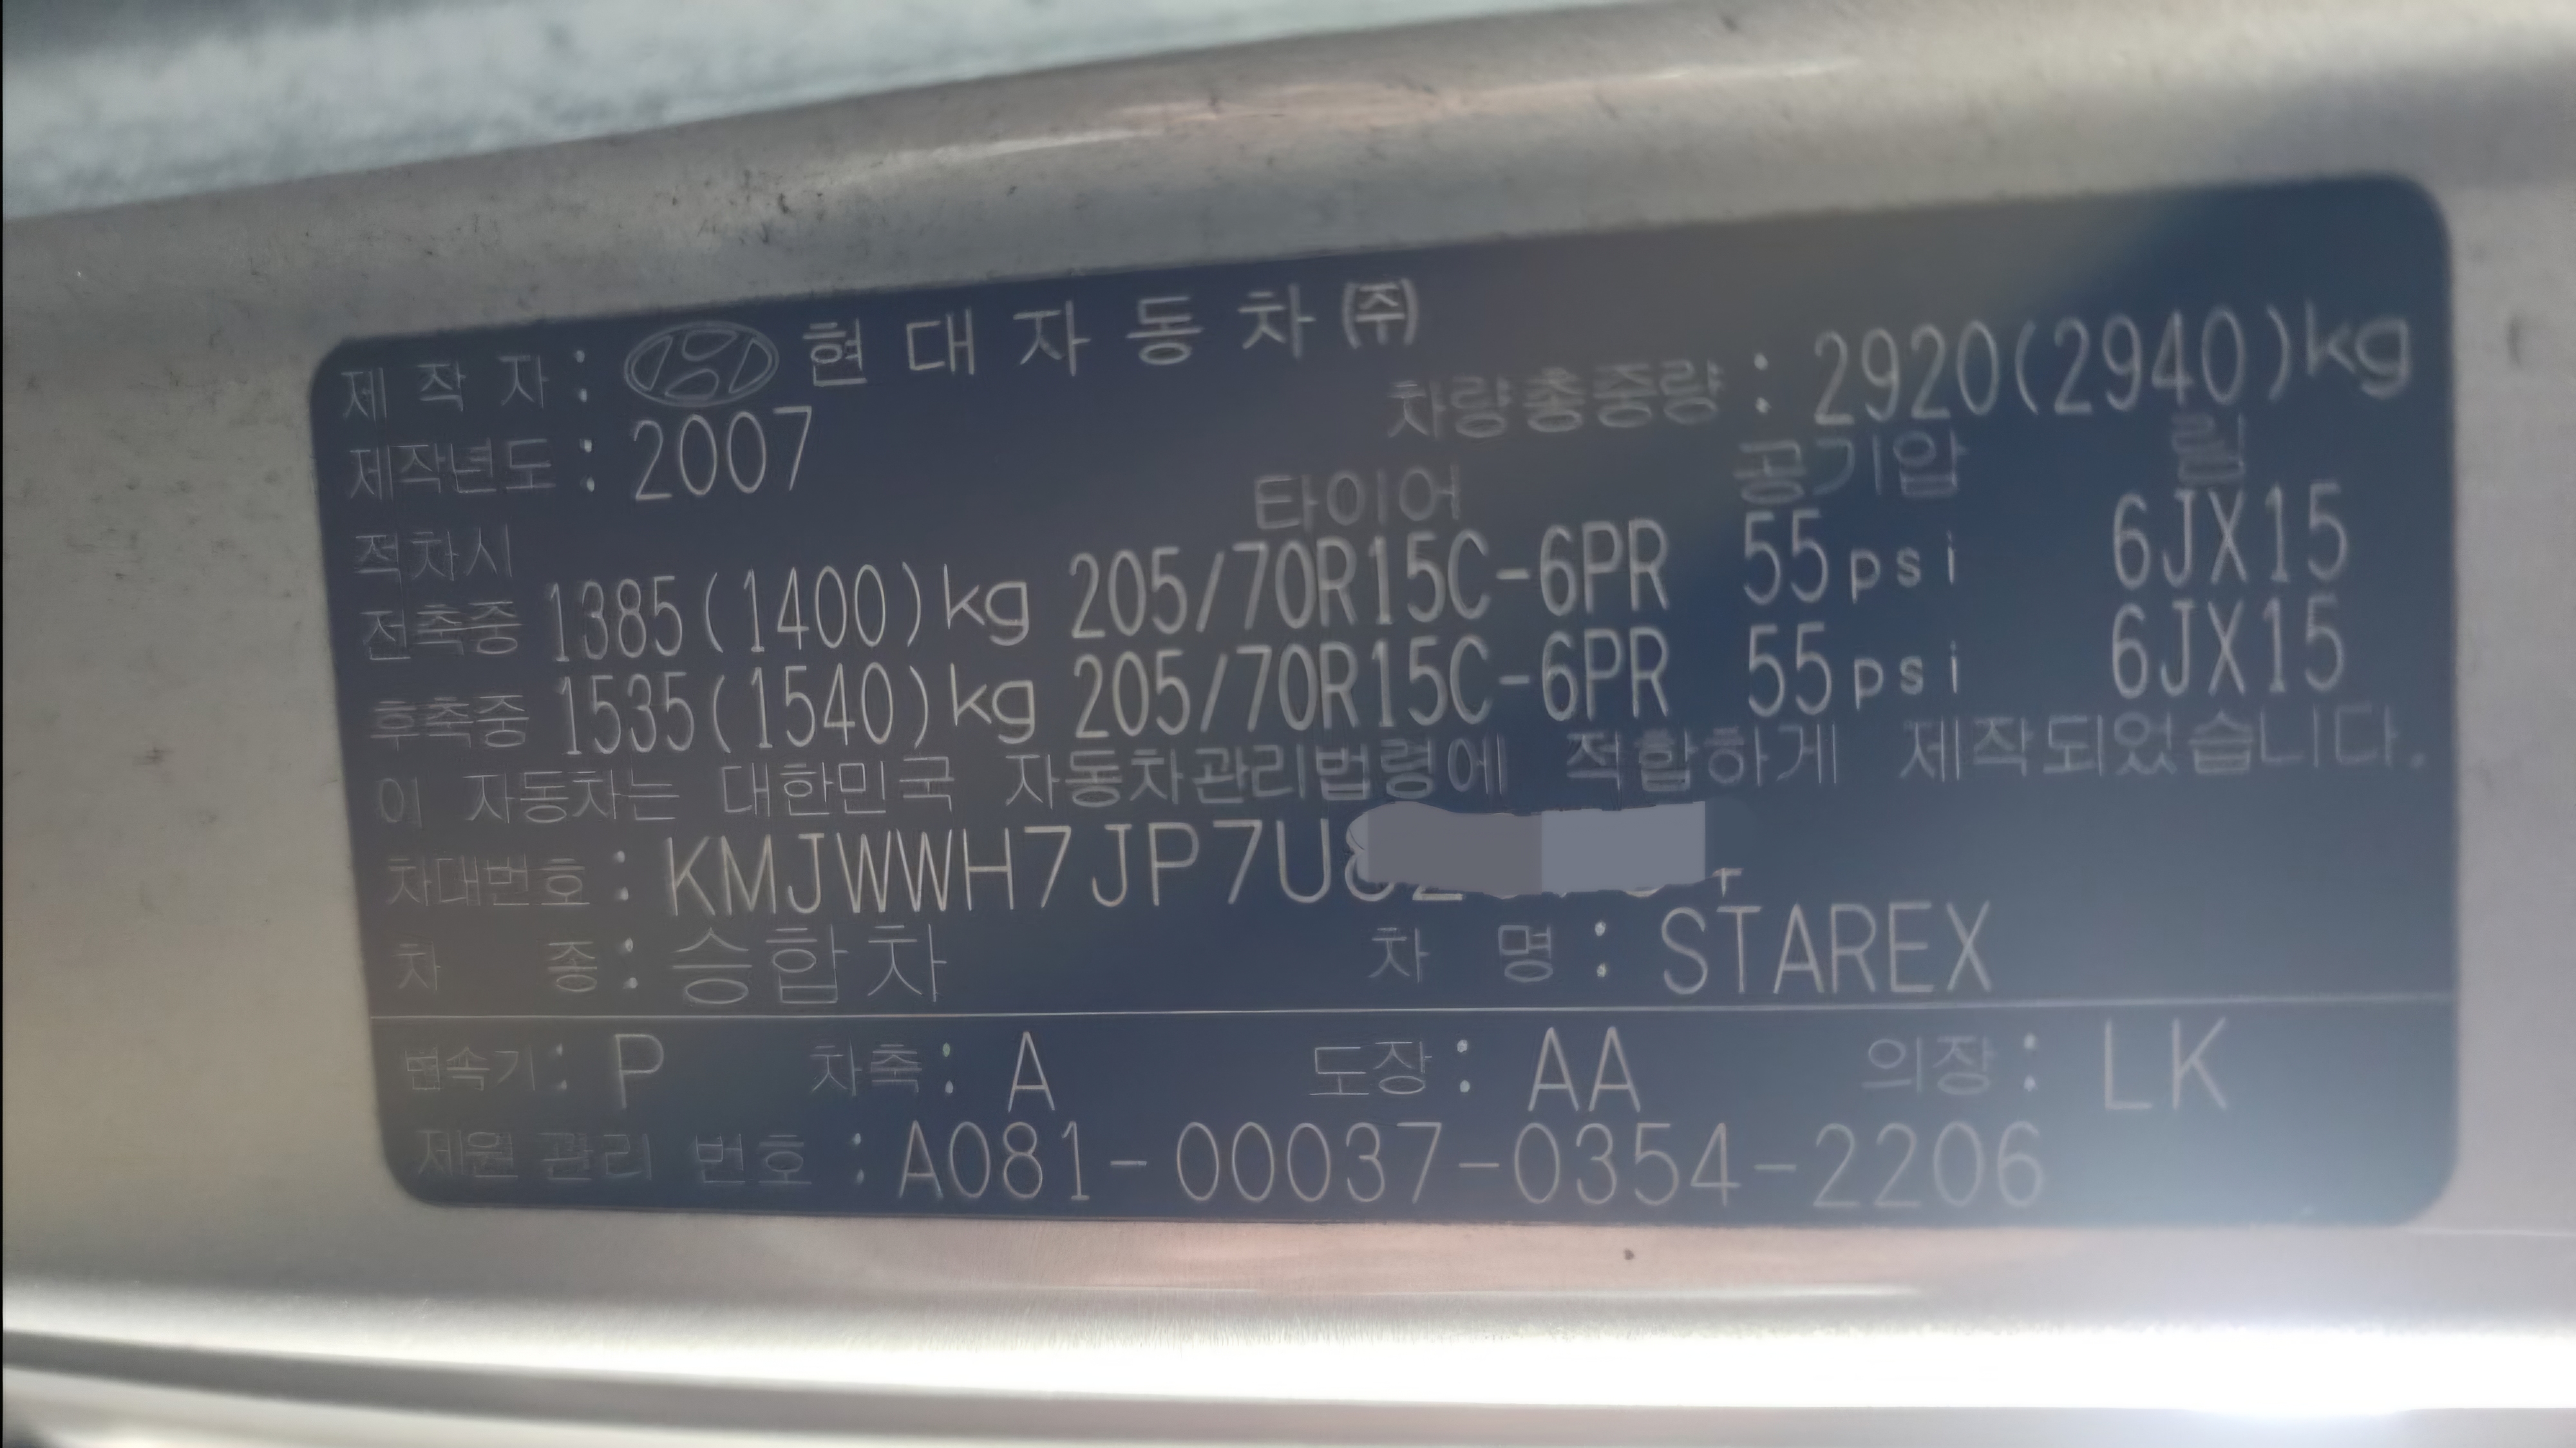 제 작 자 : 현 대 자 동 차 ㈜
제작년도 : 2007 차량총중량 : 2920(2940)kg
적차시 타이어 공기압 림
전축중 1385(1400)kg 205/70R15C-6PR 55psi 6JX15
후축중 1535(1540)kg 205/70R15C-6PR 55psi 6JX15
이 자동차는 대한민국 자동차관리법령에 적합하게 제작되었습니다.
차대번호 : KMJWWH7JP7U
차 종 : 승합차 차 명 : STAREX
변속기 : P 차축 : A 도장 : AA 의장 : LK
제원 관리 번호 : A081-00037-0354-2206